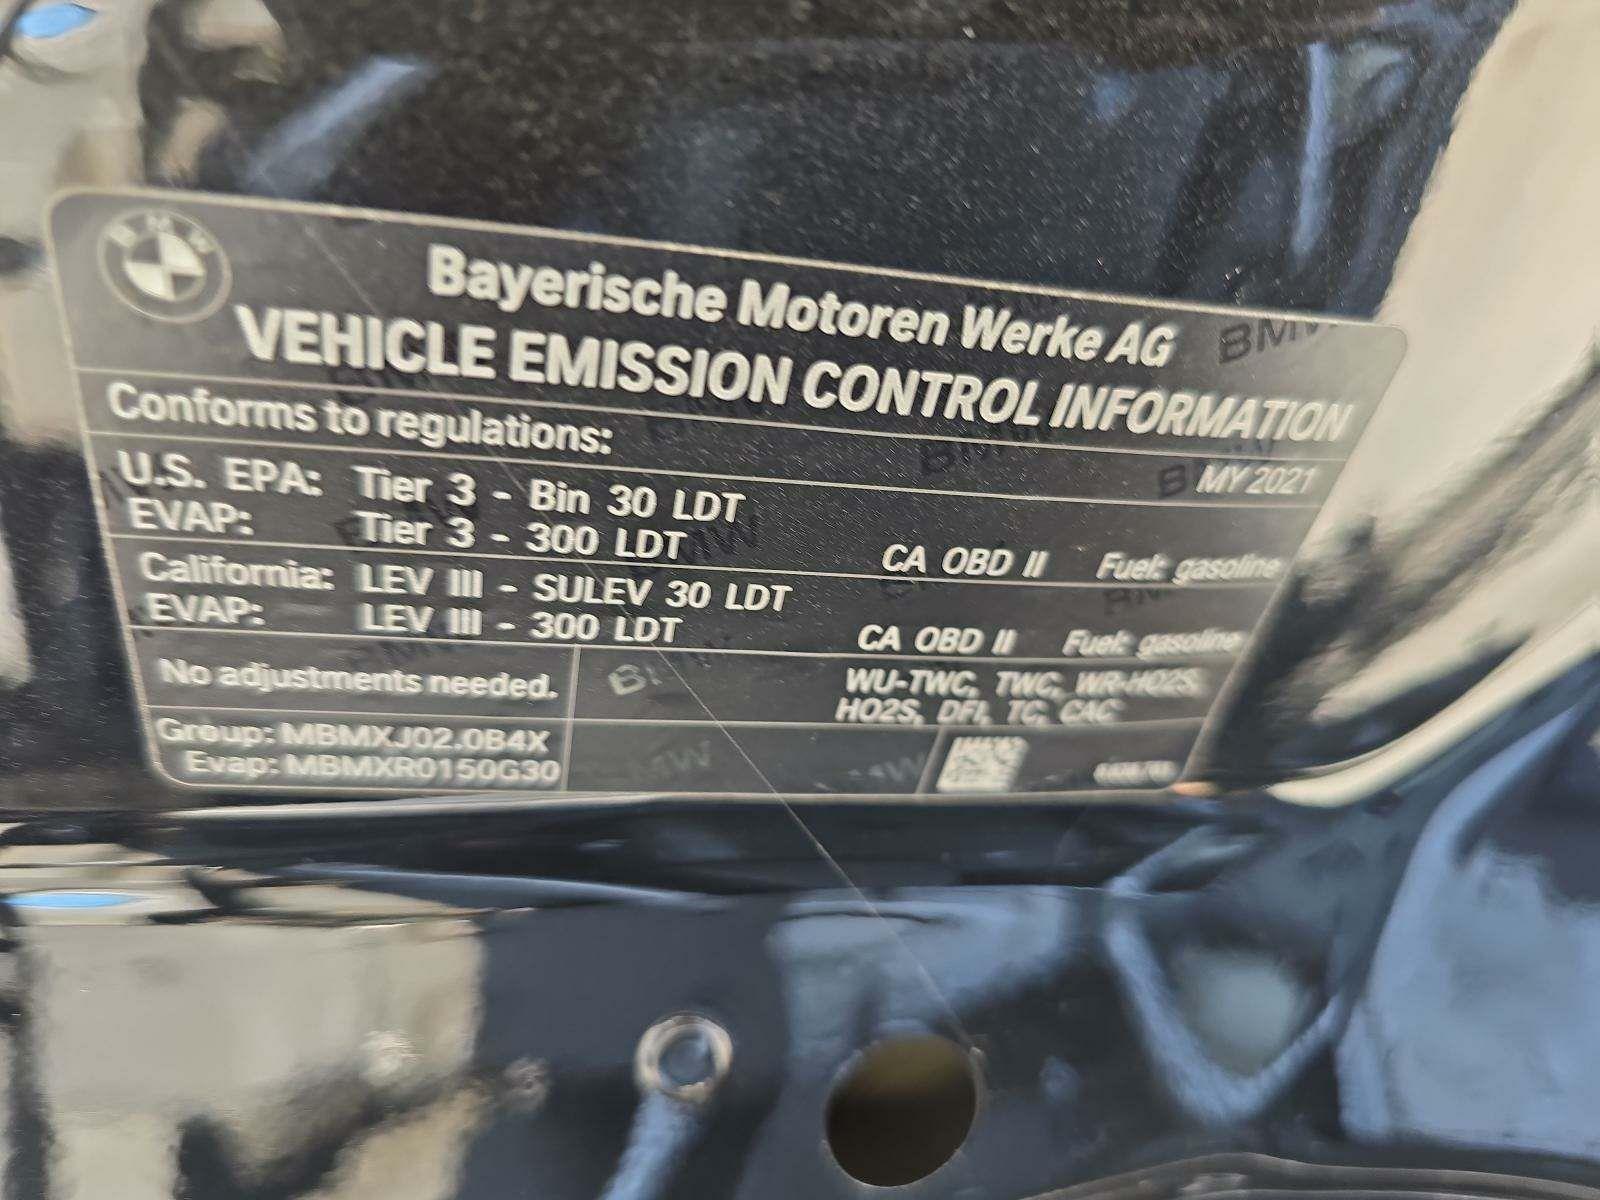 BMW
Bayerische Motoren Werke AG
VEHICLE EMISSION CONTROL INFORMATION
Conforms to regulations:
MY 2021
U.S. EPA: Tier 3 - Bin 30 LDT
EVAP: Tier 3 - 300 LDT CA OBD II Fuel: gasoline
California: LEV III - SULEV 30 LDT
EVAP: LEV III - 300 LDT CA OBD II Fuel: gasoline
No adjustments needed.
WU-TWC, TWC, WR-HO2S,
HO2S, DFI, TC, CAC
Group: MBMXJ02.0B4X
Evap: MBMXR0150G30